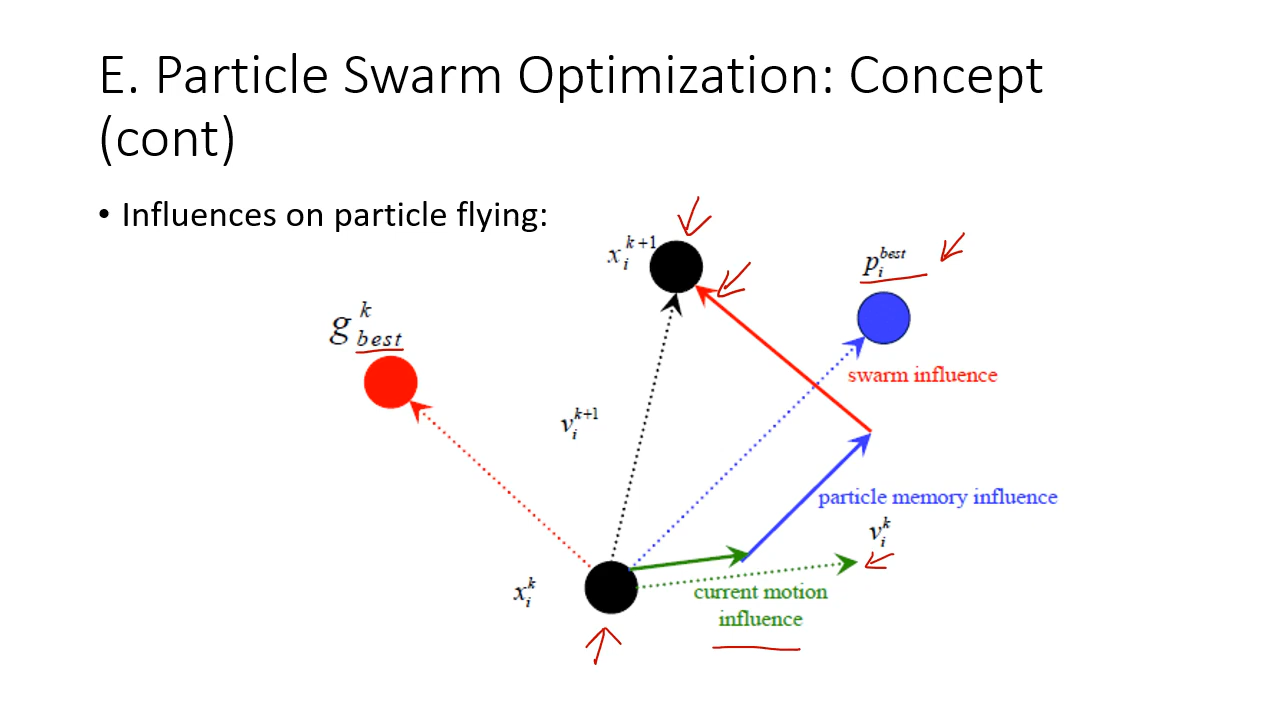 E. Particle Swarm Optimization: Concept
(cont)
• Influences on particle flying:
x_i^{k+1}
p_i^{best}
g_{best}^k
swarm influence
v_i^{k+1}
particle memory influence
v_i^k
x_i^k
current motion
influence